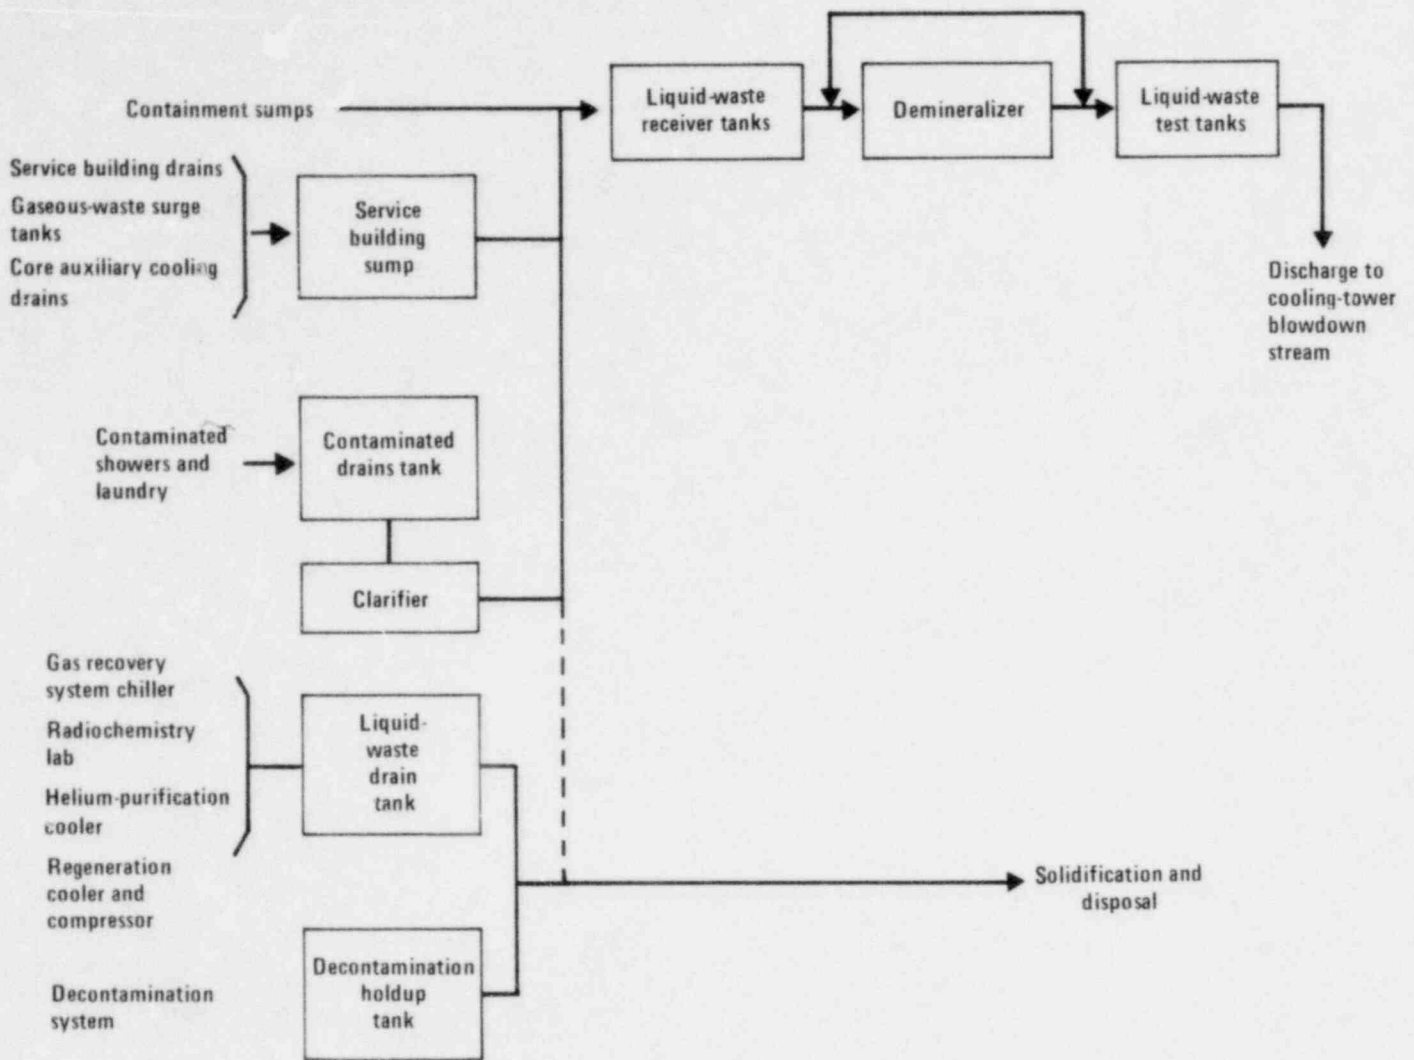 Containment sumps
Liquid-waste
receiver tanks
Demineralizer
Liquid-waste
test tanks
Service building drains
Gaseous-waste surge
tanks
Core auxiliary cooling
drains
Service
building
sump
Discharge to
cooling-tower
blowdown
stream
Contaminated
showers and
laundry
Contaminated
drains tank
Clarifier
Gas recovery
system chiller
Radiochemistry
lab
Helium-purification
cooler
Regeneration
cooler and
compressor
Liquid-
waste
drain
tank
Solidification and
disposal
Decontamination
system
Decontamination
holdup
tank